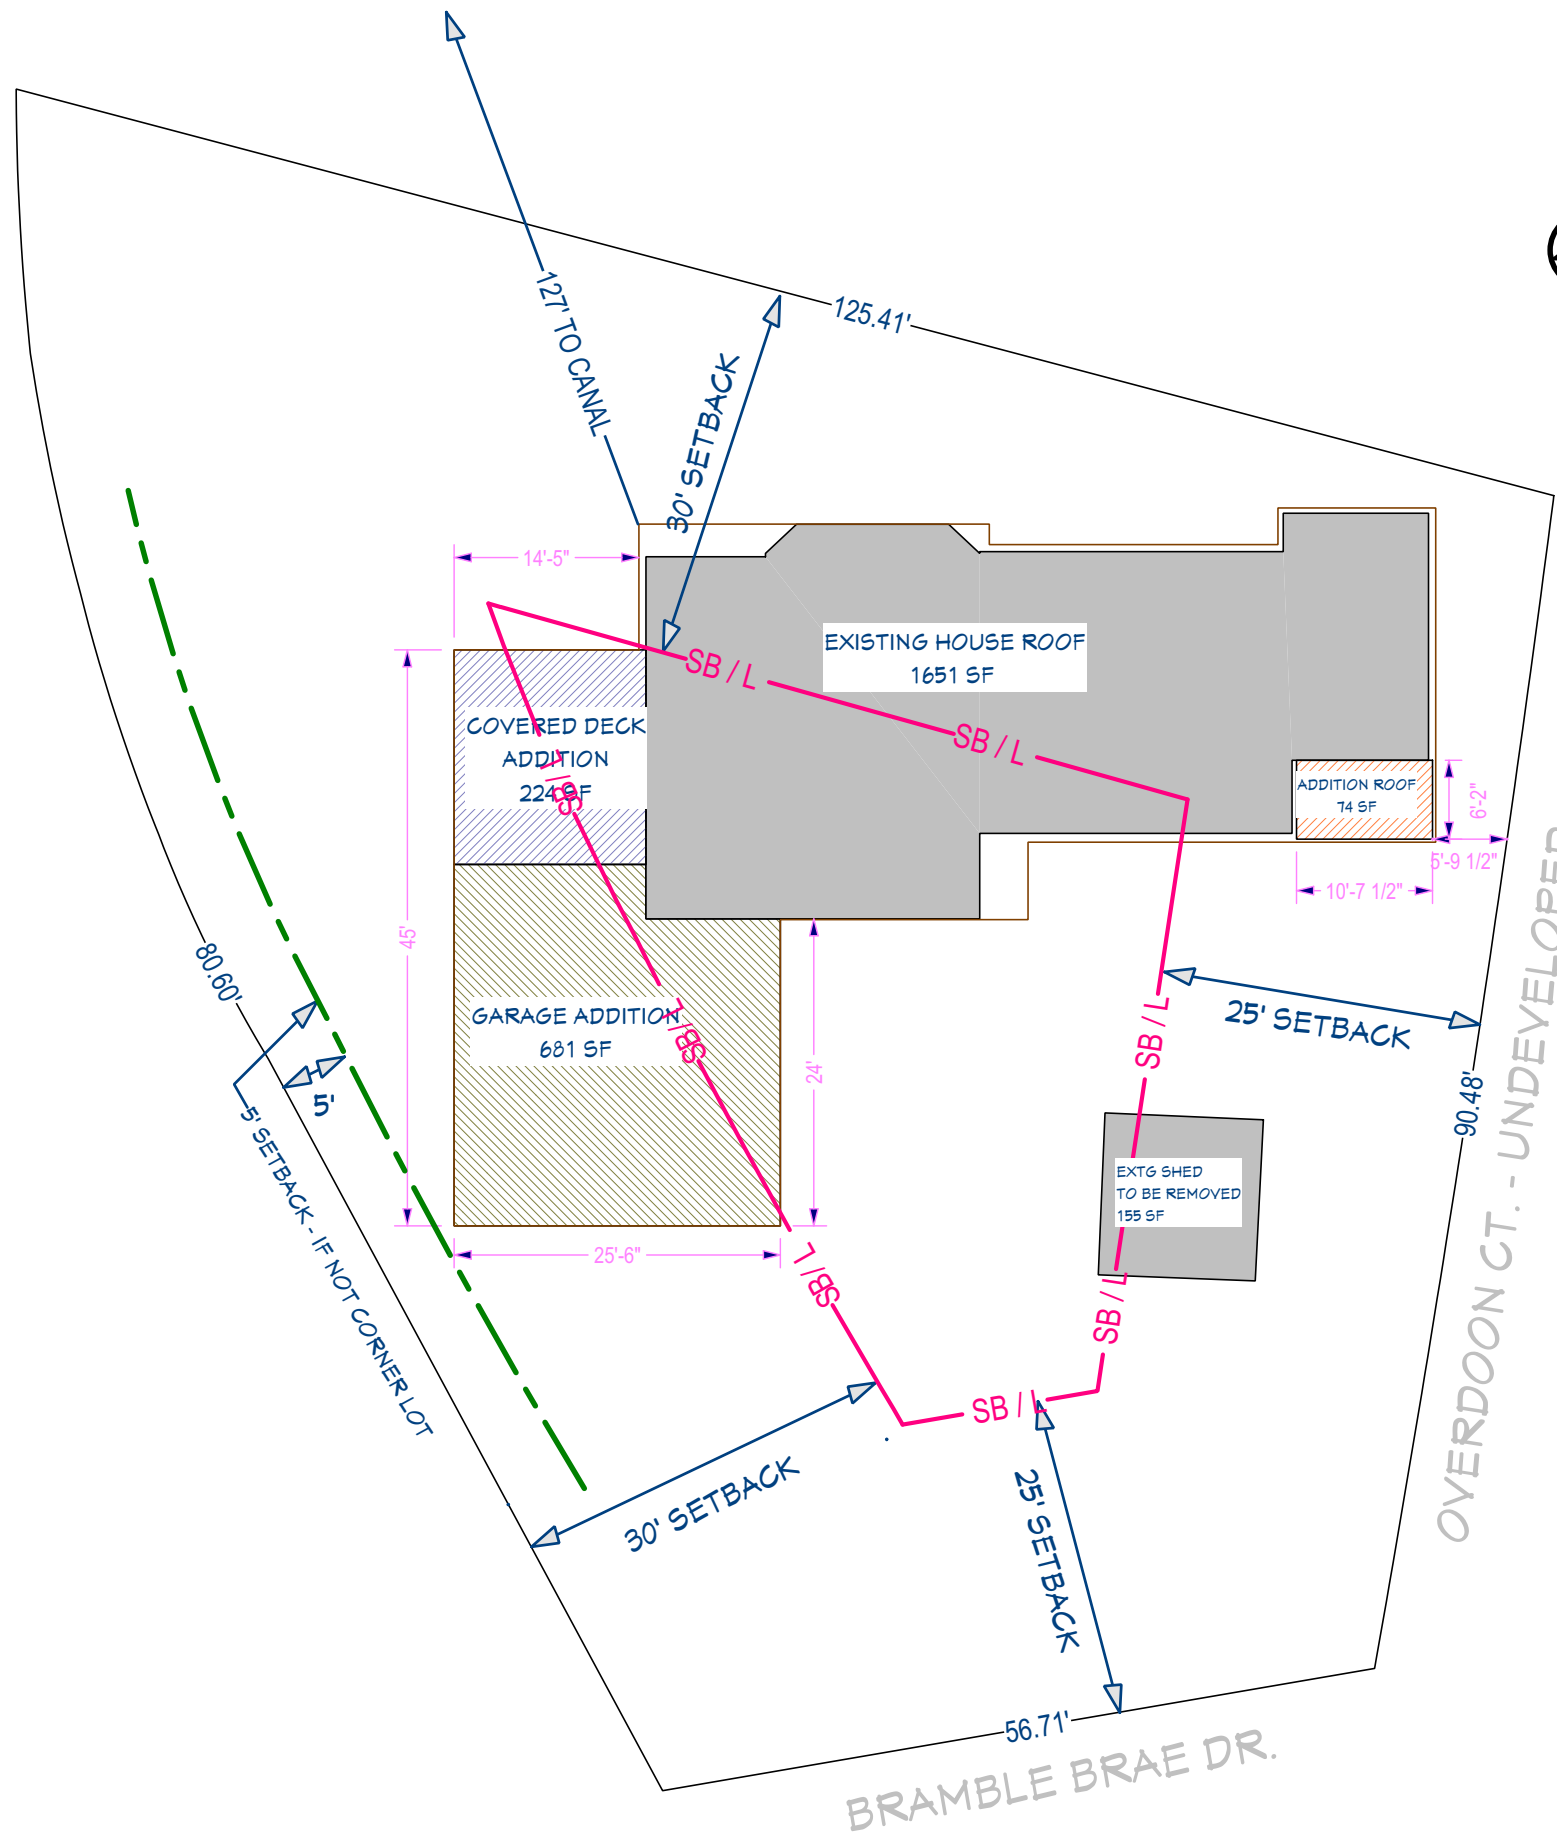 125.41'
127' TO CANAL
30' SETBACK
14'-5"
SB / L
SB / L
EXISTING HOUSE ROOF
1651 SF
COVERED DECK
ADDITION
224 SF
SB / L
ADDITION ROOF
74 SF
6'-2"
5'-9 1/2"
10'-7 1/2"
45'
80.60'
GARAGE ADDITION
681 SF
SB / L
24'
SB / L
25' SETBACK
90.48'
OVERDOON CT. - UNDEVELOPED
5'
5' SETBACK - IF NOT CORNER LOT
EXTG SHED
TO BE REMOVED
155 SF
25'-6"
SB / L
SB / L
SB / L
30' SETBACK
25' SETBACK
56.71'
BRAMBLE BRAE DR.